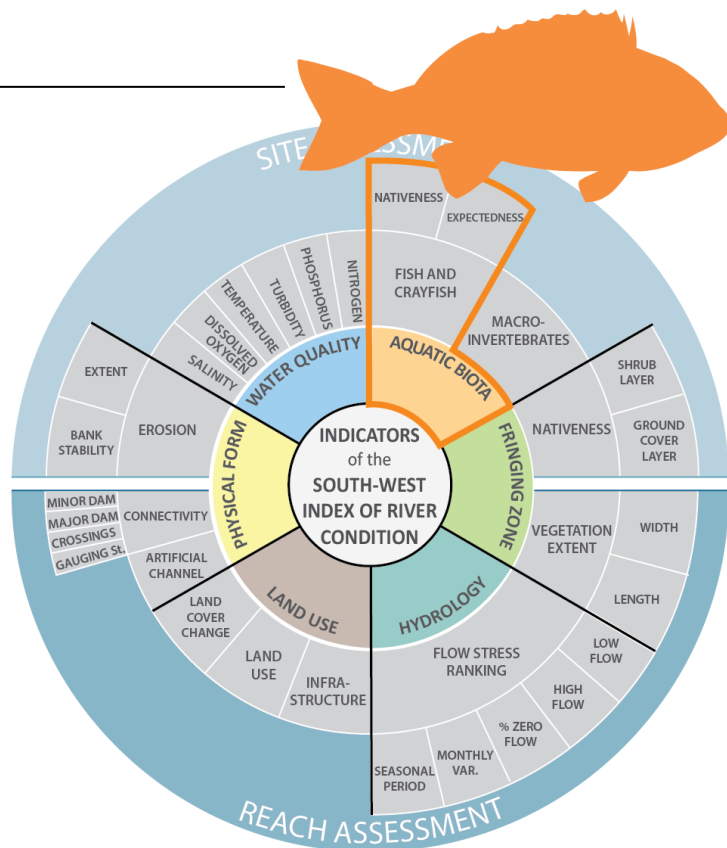 SITE
NATIVENESS
EXPECTEDNESS
FISH AND
CRAYFISH
MACRO-
INVERTEBRATES
AQUATIC BIOTA
NITROGEN
PHOSPHORUS
TURBIDITY
TEMPERATURE
DISSOLVED
OXYGEN
SALINITY
WATER QUALITY
EXTENT
BANK
STABILITY
EROSION
PHYSICAL FORM
MINOR DAM
MAJOR DAM
CROSSINGS
GAUGING St.
CONNECTIVITY
ARTIFICIAL
CHANNEL
INDICATORS
of the
SOUTH-WEST
INDEX OF RIVER
CONDITION
SHRUB
LAYER
GROUND
COVER
LAYER
NATIVENESS
FRINGING ZONE
VEGETATION
EXTENT
WIDTH
LENGTH
LAND USE
LAND
COVER
CHANGE
LAND
USE
INFRA-
STRUCTURE
HYDROLOGY
FLOW STRESS
RANKING
LOW
FLOW
HIGH
FLOW
% ZERO
FLOW
MONTHLY
VAR.
SEASONAL
PERIOD
REACH ASSESSMENT